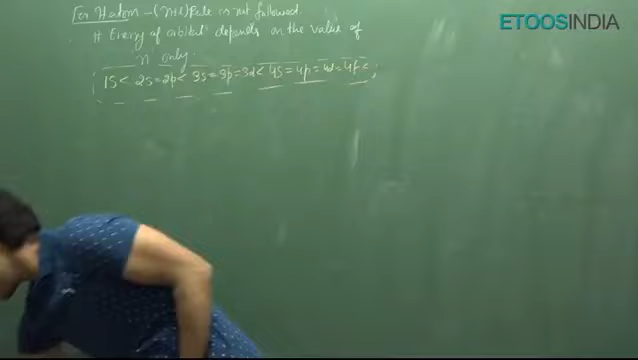 ETOOSINDIA
For H atom - (n+l) Rule is not followed.
# Energy of orbital depends on the value of
n only.
1s < 2s = 2p < 3s = 3p = 3d < 4s = 4p = 4d = 4f <